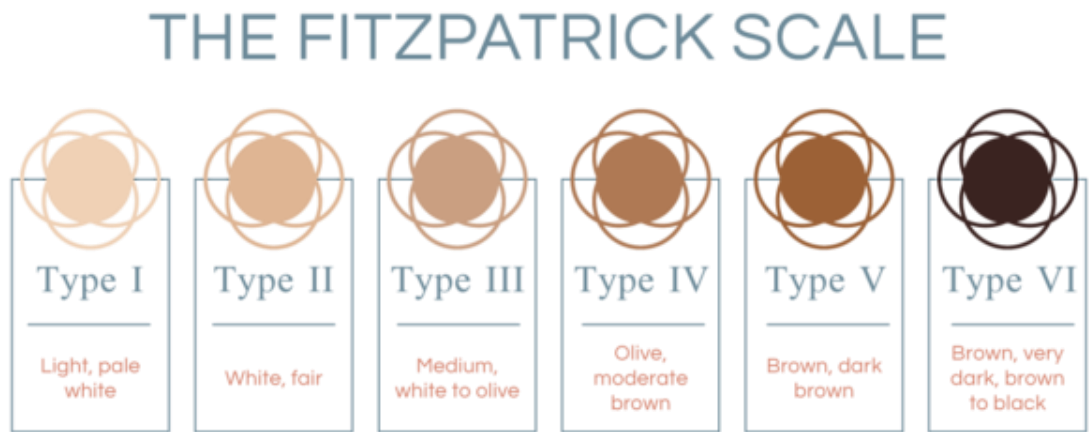 THE FITZPATRICK SCALE
Type I
Light, pale
white
Type II
White, fair
Type III
Medium,
white to olive
Type IV
Olive,
moderate
brown
Type V
Brown, dark
brown
Type VI
Brown, very
dark, brown
to black